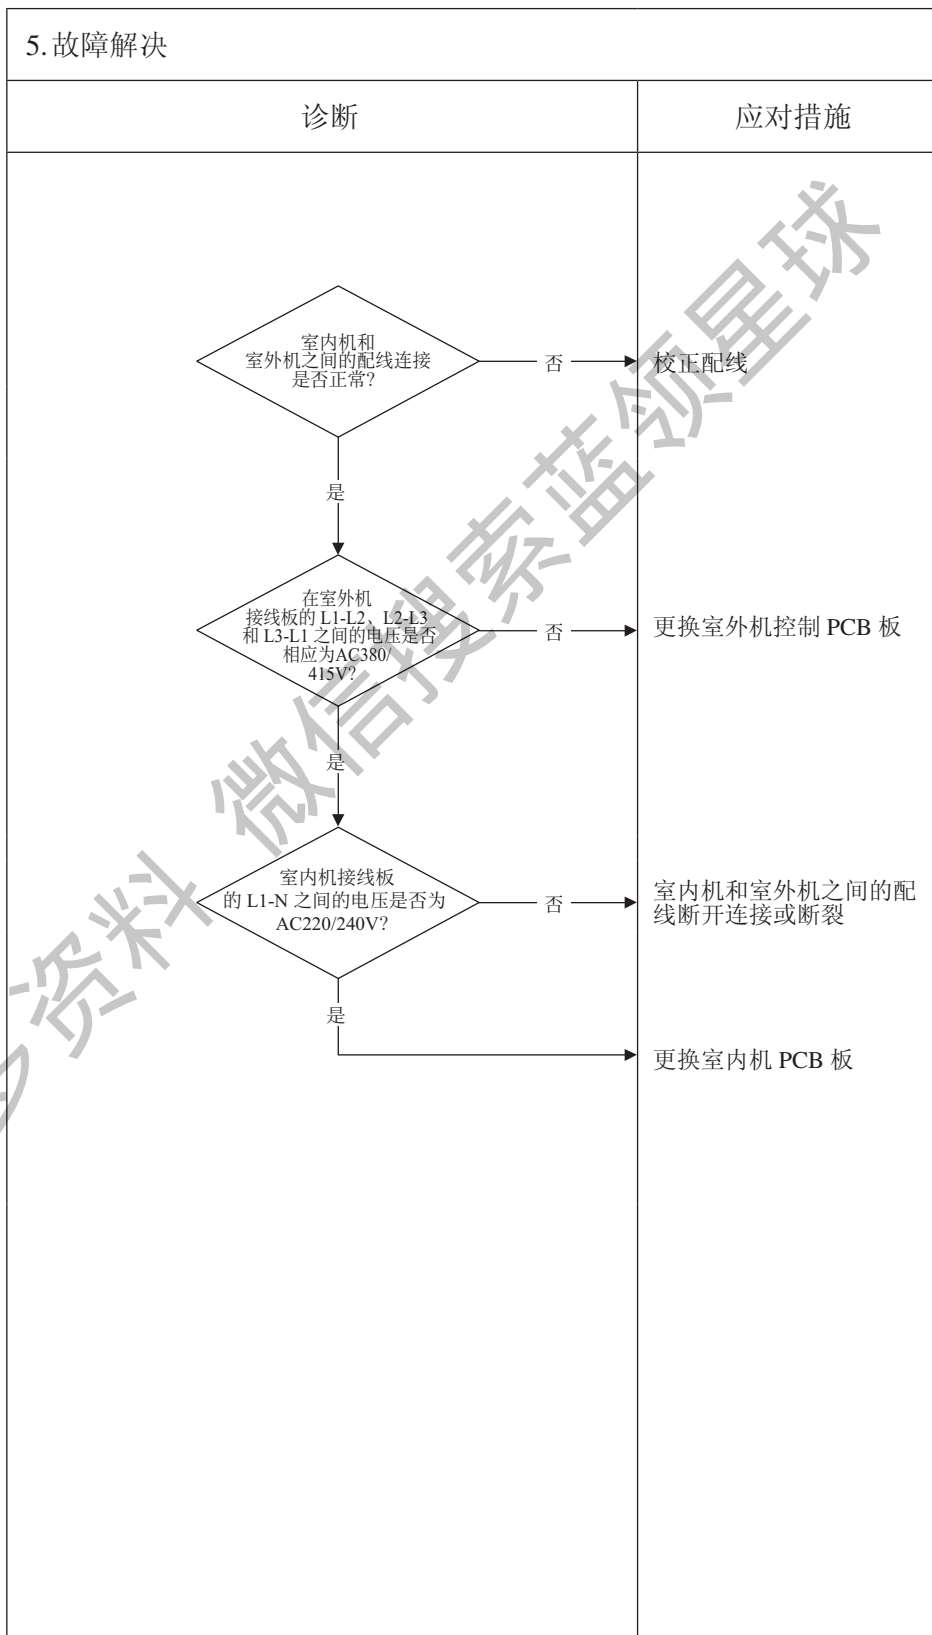 5.故障解决
诊断
应对措施
室内机和
室外机之间的配线连接
是否正常？
否
校正配线
是
在室外机
接线板的 L1-L2、L2-L3
和 L3-L1 之间的电压是否
相应为AC380/
415V？
否
更换室外机控制 PCB 板
是
室内机接线板
的 L1-N 之间的电压是否为
AC220/240V？
否
室内机和室外机之间的配
线断开连接或断裂
是
更换室内机 PCB 板
多资料 微信搜索蓝领星球